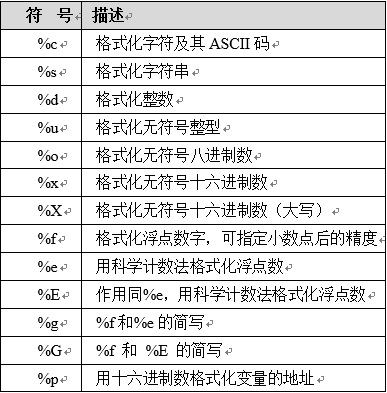 符 号 描述
%c 格式化字符及其 ASCII 码
%s 格式化字符串
%d 格式化整数
%u 格式化无符号整型
%o 格式化无符号八进制数
%x 格式化无符号十六进制数
%X 格式化无符号十六进制数（大写）
%f 格式化浮点数字，可指定小数点后的精度
%e 用科学计数法格式化浮点数
%E 作用同%e，用科学计数法格式化浮点数
%g %f 和%e 的简写
%G %f 和 %E 的简写
%p 用十六进制数格式化变量的地址